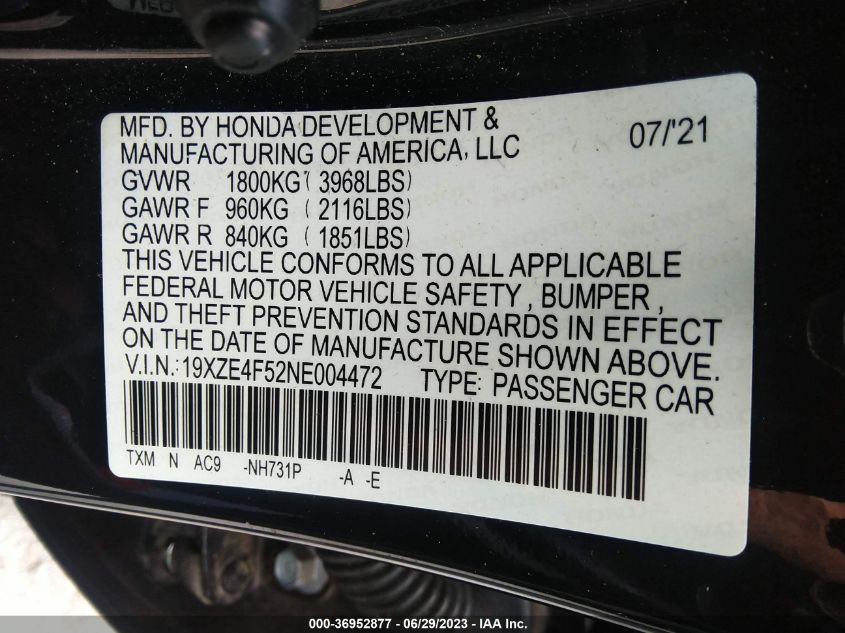 MFD. BY HONDA DEVELOPMENT & 07/'21
MANUFACTURING OF AMERICA, LLC
GVWR 1800KG ( 3968LBS)
GAWR F 960KG ( 2116LBS)
GAWR R 840KG ( 1851LBS)
THIS VEHICLE CONFORMS TO ALL APPLICABLE
FEDERAL MOTOR VEHICLE SAFETY , BUMPER ,
AND THEFT PREVENTION STANDARDS IN EFFECT
ON THE DATE OF MANUFACTURE SHOWN ABOVE.
V.I.N.: 19XZE4F52NE004472 TYPE: PASSENGER CAR
TXM N AC9 -NH731P -A -E
000-36952877 / 06/29/2023 - IAA Inc.